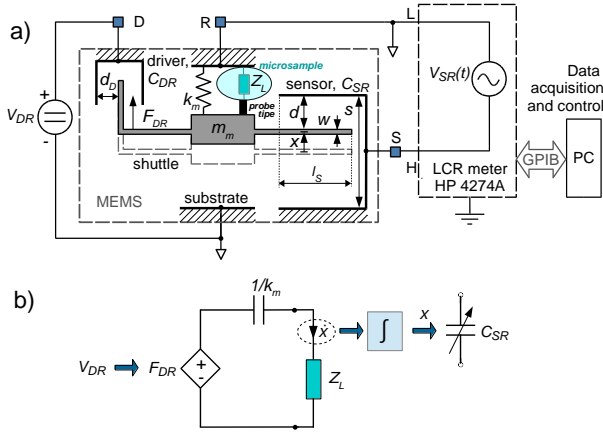 a)
D
R
L
driver,
C_DR
microsample
Z_L
probe
tipe
sensor, C_SR
d_D
F_DR
k_m
m_m
d
w
s
x
l_S
V_DR
+
-
shuttle
substrate
MEMS
S
H
V_SR(t)
LCR meter
HP 4274A
GPIB
Data
acquisition
and control
PC
b)
1/k_m
V_DR
F_DR
+
-
ẋ
Z_L
∫
x
C_SR